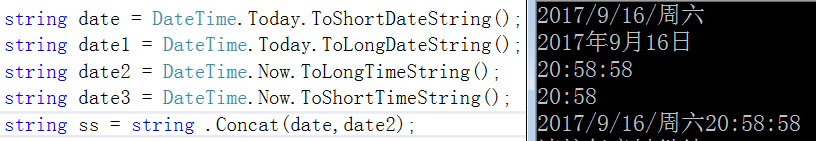 string date = DateTime.Today.ToShortDateString();
string date1 = DateTime.Today.ToLongDateString();
string date2 = DateTime.Now.ToLongTimeString();
string date3 = DateTime.Now.ToShortTimeString();
string ss = string .Concat(date,date2);
2017/9/16/周六
2017年9月16日
20:58:58
20:58
2017/9/16/周六20:58:58